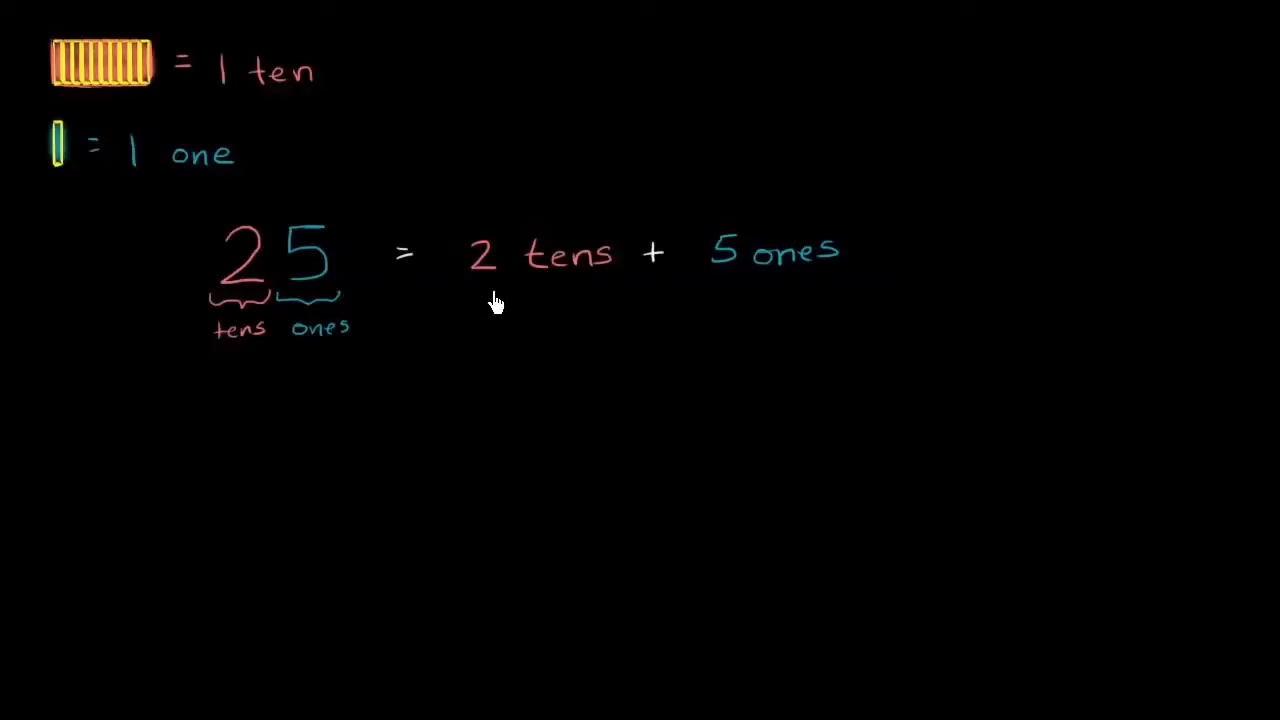 = 1 ten
= 1 one
25 = 2 tens + 5 ones
tens ones